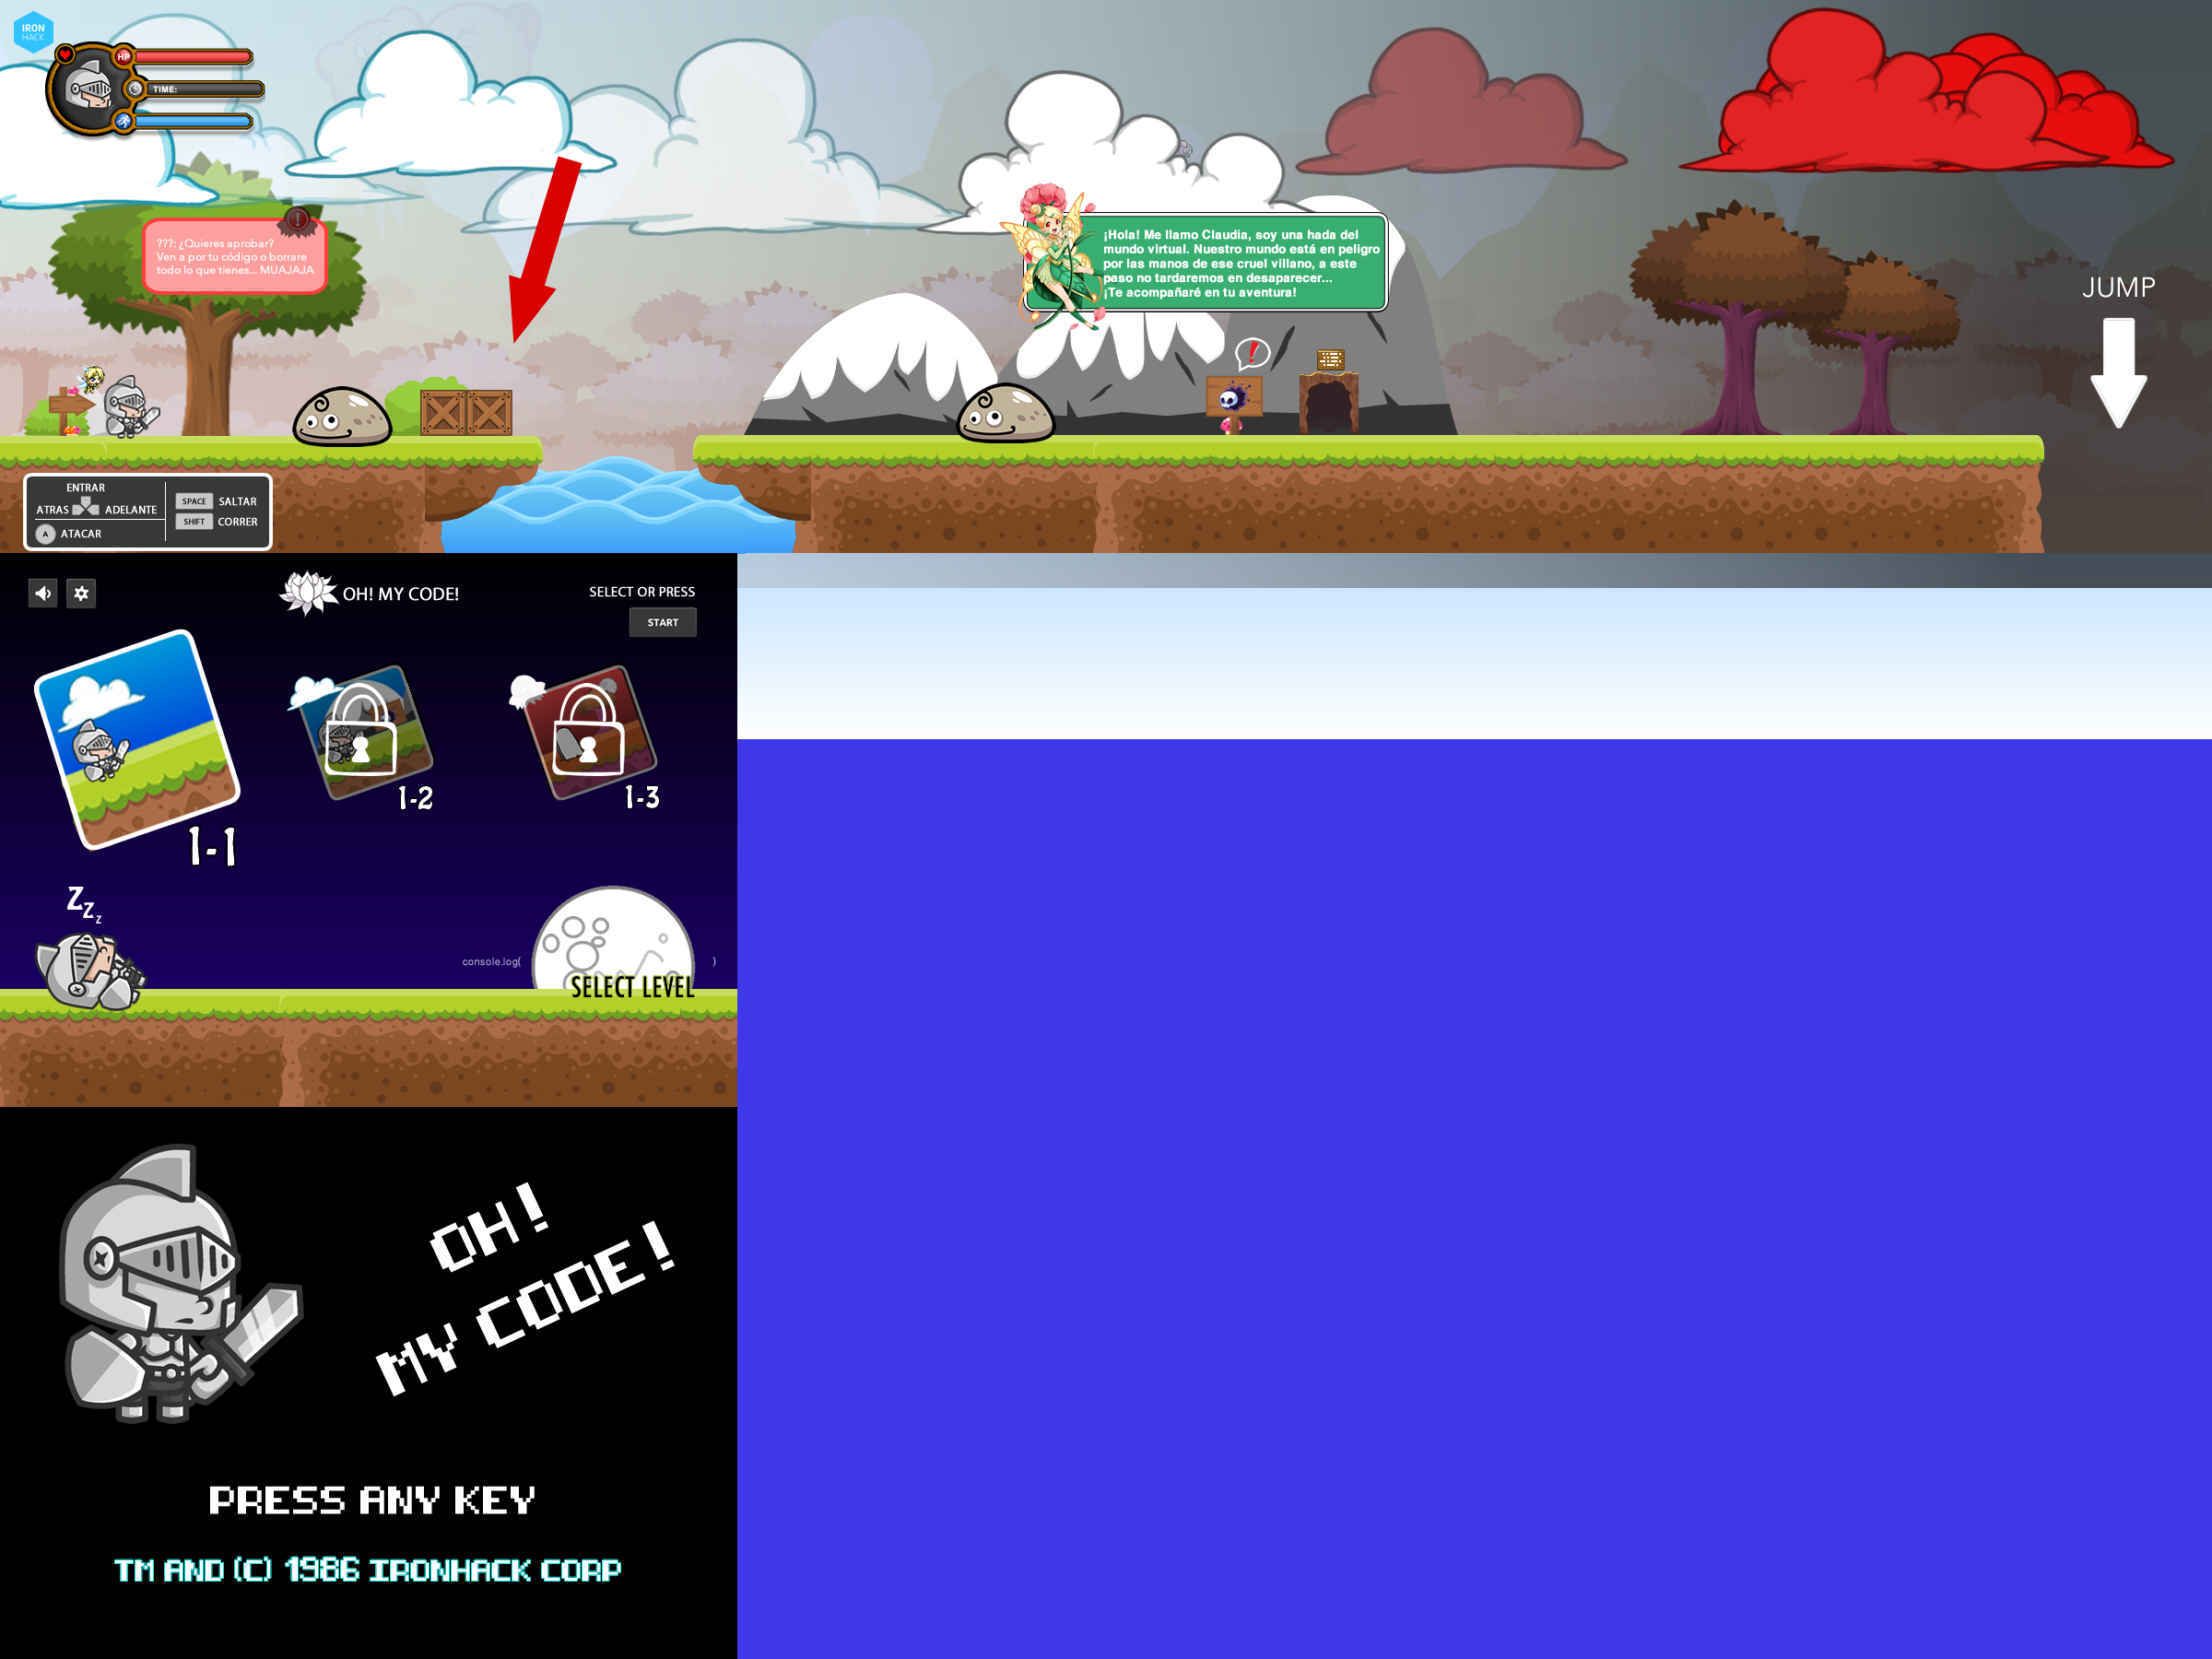 IRON
HACK
HP
TIME:
???: ¿Quieres aprobar?
Ven a por tu código o borrare
todo lo que tienes... MUAJAJA
¡Hola! Me llamo Claudia, soy una hada del
mundo virtual. Nuestro mundo está en peligro
por las manos de ese cruel villano, a este
paso no tardaremos en desaparecer...
¡Te acompañaré en tu aventura!
JUMP
ENTRAR
ATRAS ADELANTE
A ATACAR
SPACE SALTAR
SHIFT CORRER
OH! MY CODE!
SELECT OR PRESS
START
1-1
1-2
1-3
Z
Z
Z
console.log( )
SELECT LEVEL
OH!
MY CODE!
PRESS ANY KEY
TM AND (C) 1986 IRONHACK CORP